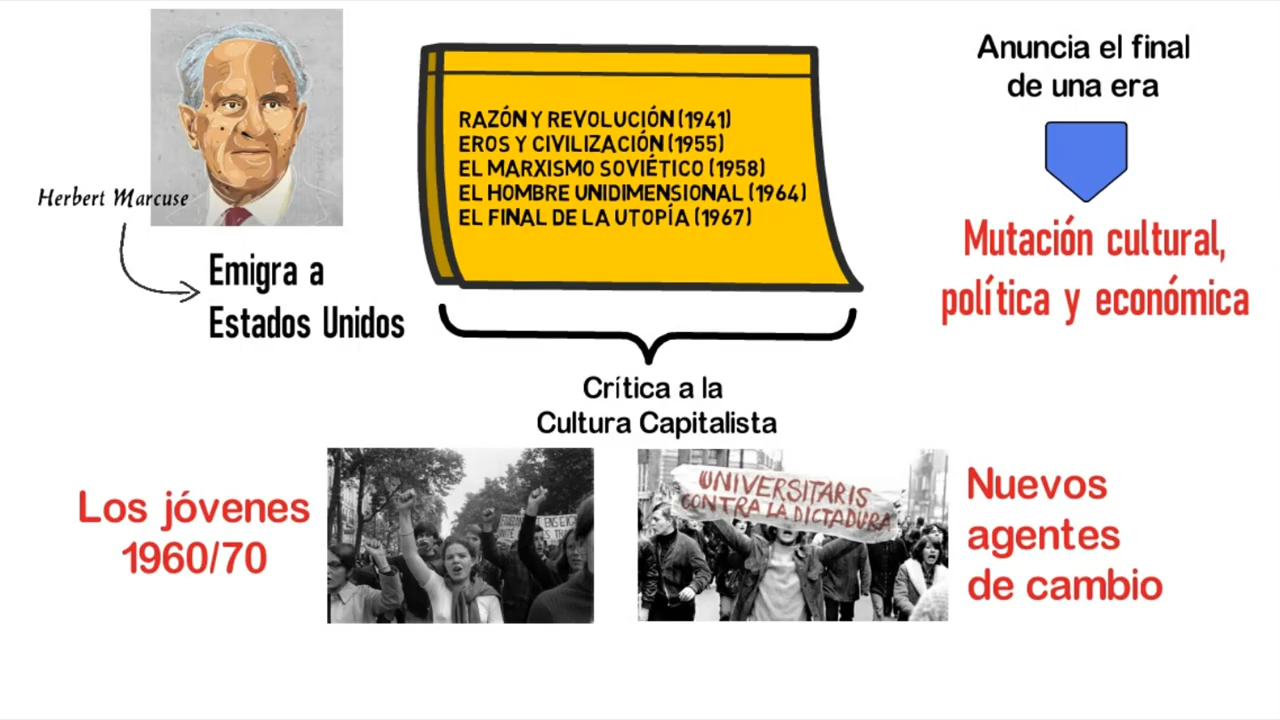 Herbert Marcuse
Emigra a
Estados Unidos
RAZÓN Y REVOLUCIÓN (1941)
EROS Y CIVILIZACIÓN (1955)
EL MARXISMO SOVIÉTICO (1958)
EL HOMBRE UNIDIMENSIONAL (1964)
EL FINAL DE LA UTOPÍA (1967)
Anuncia el final
de una era
Mutación cultural,
política y económica
Crítica a la
Cultura Capitalista
Los jóvenes
1960/70
UNIVERSITARIS
CONTRA LA DICTADURA
Nuevos
agentes
de cambio